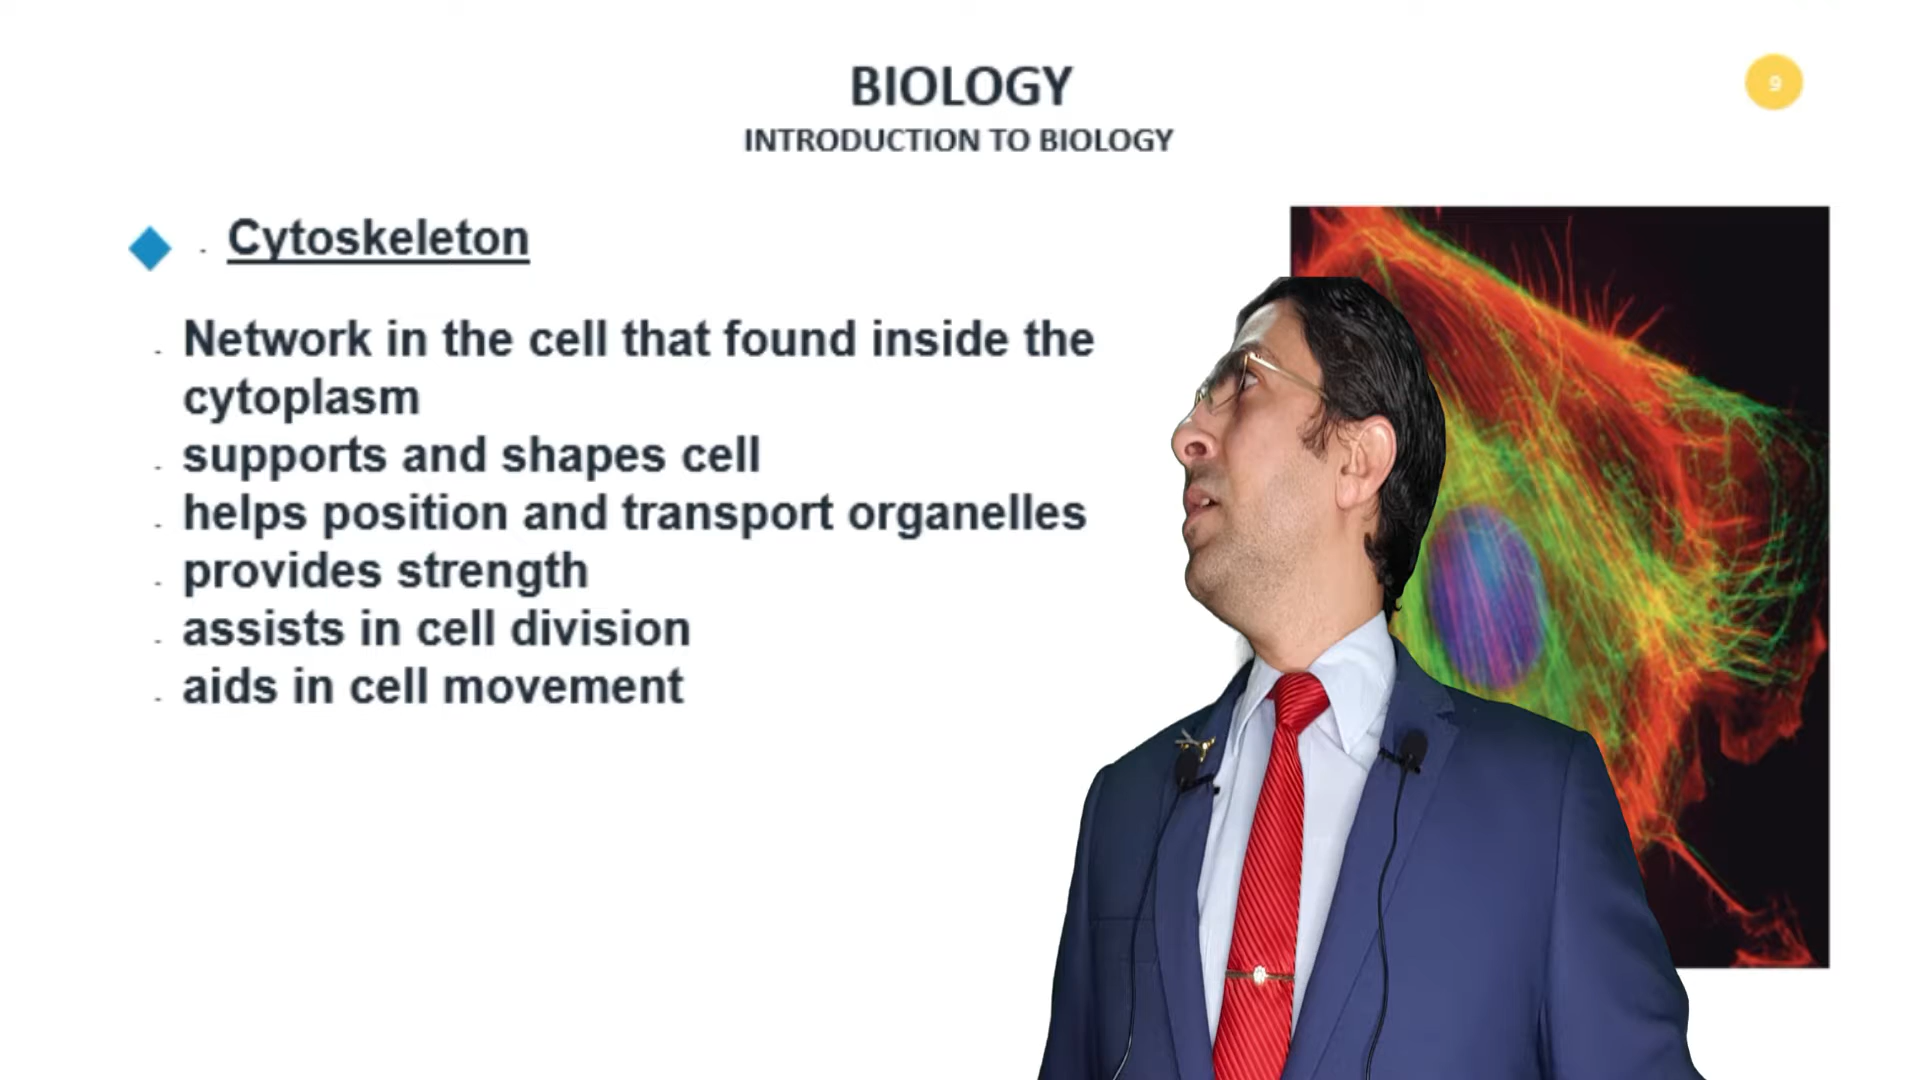 BIOLOGY
9
INTRODUCTION TO BIOLOGY
Cytoskeleton
Network in the cell that found inside the
cytoplasm
supports and shapes cell
helps position and transport organelles
provides strength
assists in cell division
aids in cell movement